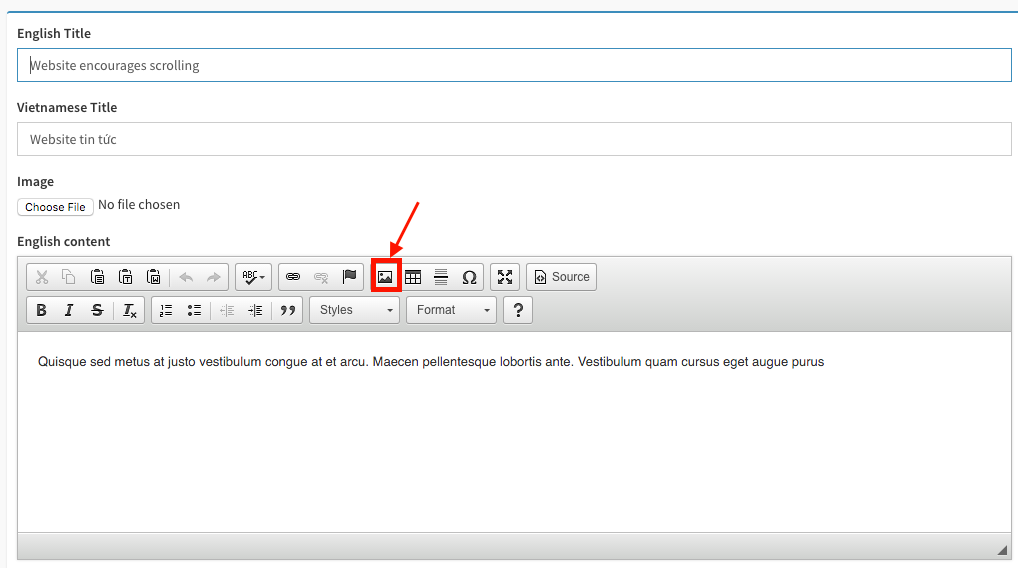 English Title
Website encourages scrolling
Vietnamese Title
Website tin tức
Image
Choose File No file chosen
English content
ABC Source
B I S Tx Styles Format ?
Quisque sed metus at justo vestibulum congue at et arcu. Maecen pellentesque lobortis ante. Vestibulum quam cursus eget augue purus